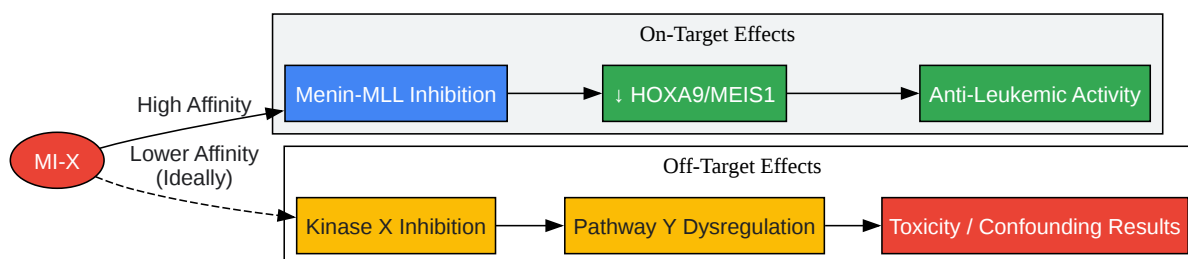 On-Target Effects
Menin-MLL Inhibition
↓ HOXA9/MEIS1
Anti-Leukemic Activity
High Affinity
MI-X
Lower Affinity
(Ideally)
Off-Target Effects
Kinase X Inhibition
Pathway Y Dysregulation
Toxicity / Confounding Results